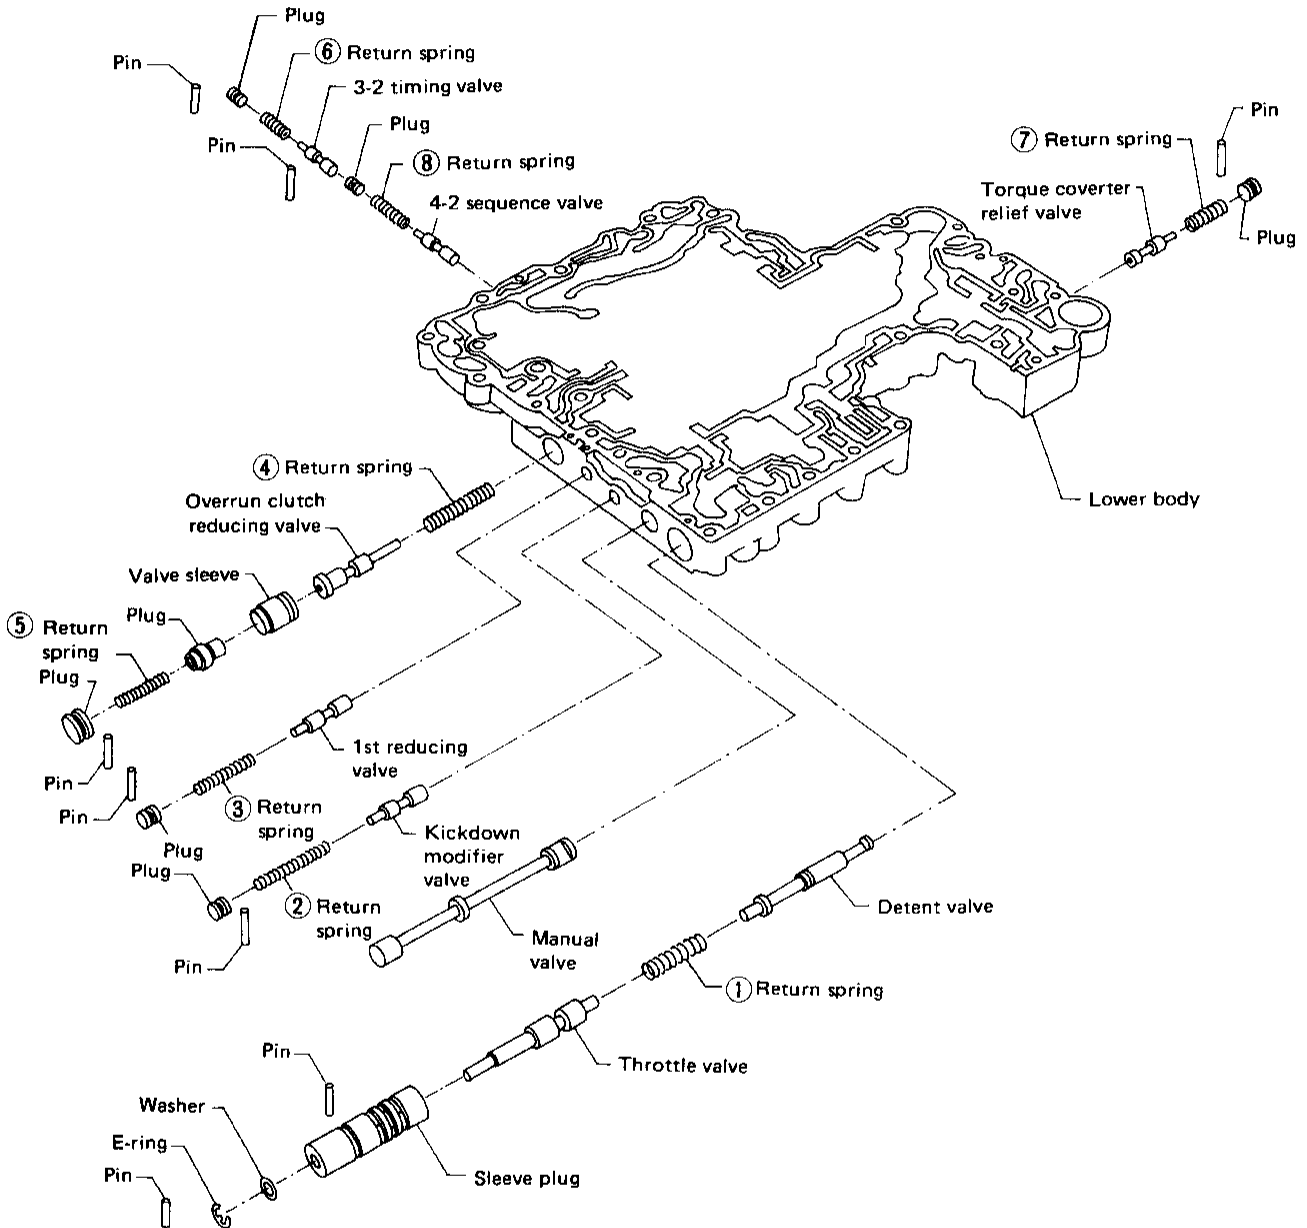 Plug
⑥ Return spring
Pin
3-2 timing valve
Plug
Pin
⑧ Return spring
4-2 sequence valve
Pin
⑦ Return spring
Torque coverter
relief valve
Plug
④ Return spring
Overrun clutch
reducing valve
Lower body
Valve sleeve
Plug
⑤ Return
spring
Plug
1st reducing
valve
Pin
Pin
③ Return
spring
Plug
Kickdown
modifier
valve
Plug
② Return
spring
Detent valve
Manual
valve
Pin
① Return spring
Pin
Throttle valve
Washer
E-ring
Pin
Sleeve plug